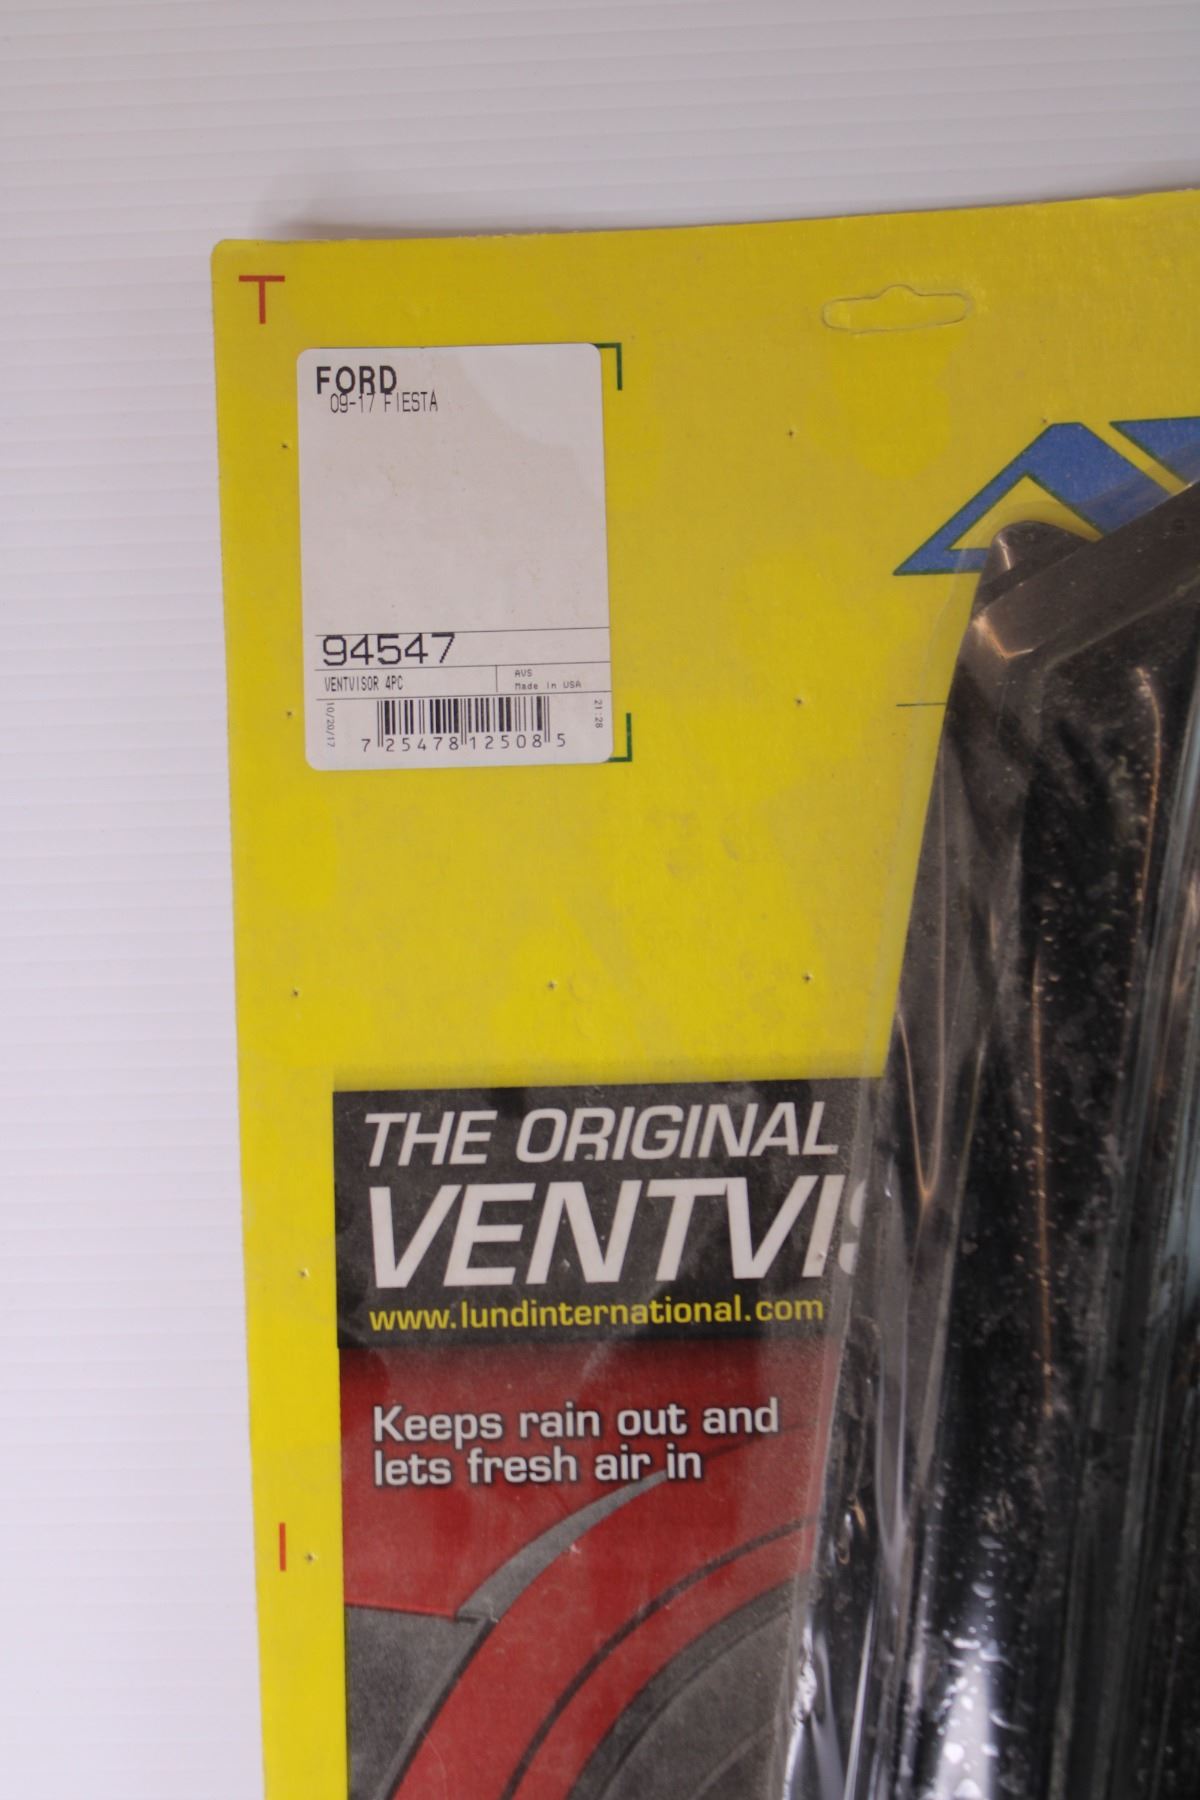 T
FORD
09-17 FIESTA
94547
VENTVISOR 4PC
AVS
Made in USA
10/20/17
21:28
7 25478 12508 5
THE ORIGINAL
VENTVIS
www.lundinternational.com
Keeps rain out and
lets fresh air in